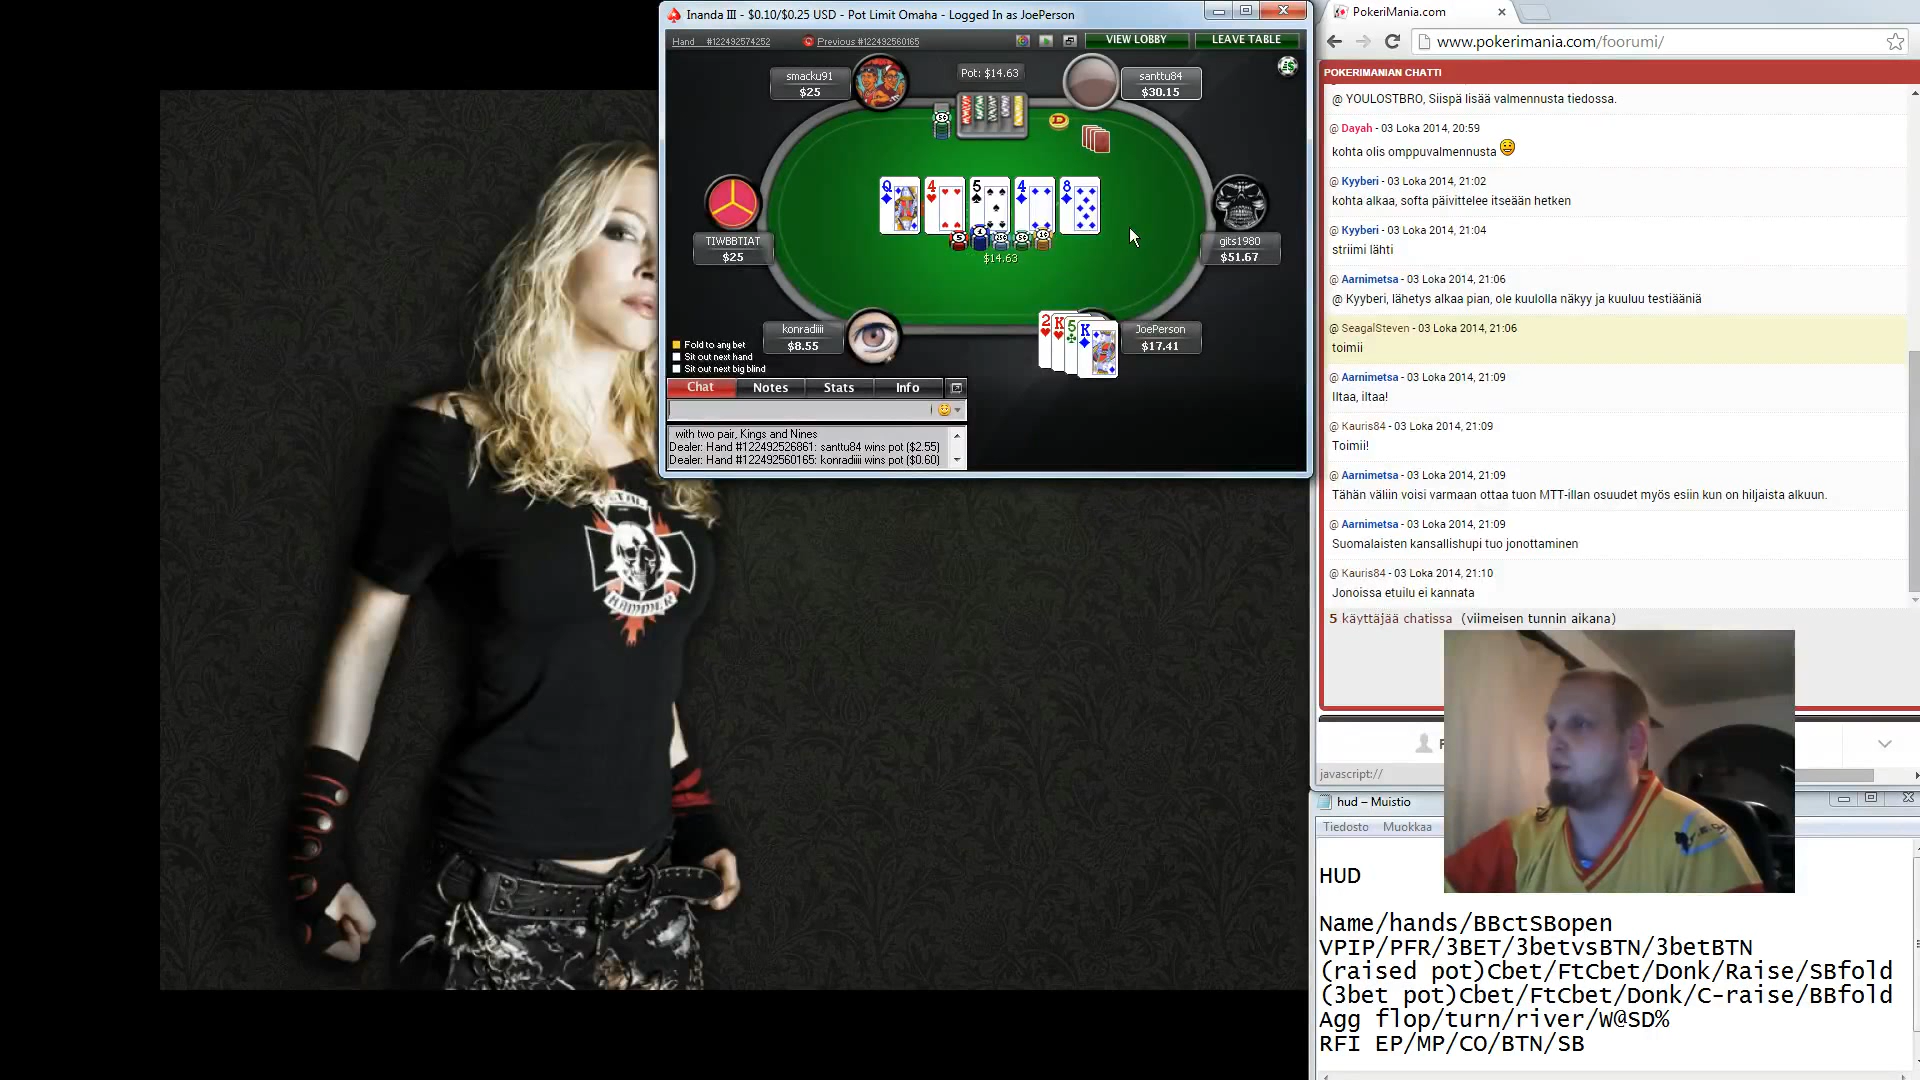 Inanda III - $0.10/$0.25 USD - Pot Limit Omaha - Logged In as JoePerson
Hand #122492574252 Previous #122492560165 VIEW LOBBY LEAVE TABLE
smacku91
$25
Pot: $14.63
santtu84
$30.15
D
TIWBBTIAT
$25
Q 4 5 4 8
$14.63
gits1980
$51.67
konradiiii
$8.55
2 K 5 K
JoePerson
$17.41
Fold to any bet
Sit out next hand
Sit out next big blind
Chat Notes Stats Info
with two pair, Kings and Nines
Dealer: Hand #122492526861: santtu84 wins pot ($2.55)
Dealer: Hand #122492560165: konradiiii wins pot ($0.60)
METAL
HAMMER
PokeriMania.com
www.pokerimania.com/foorumi/
POKERIMANIAN CHATTI
@ YOULOSTBRO, Siispä lisää valmennusta tiedossa.
@ Dayah - 03 Loka 2014, 20:59
kohta olis omppuvalmennusta
@ Kyyberi - 03 Loka 2014, 21:02
kohta alkaa, softa päivittelee itseään hetken
@ Kyyberi - 03 Loka 2014, 21:04
striimi lähti
@ Aarnimetsa - 03 Loka 2014, 21:06
@ Kyyberi, lähetys alkaa pian, ole kuulolla näkyy ja kuuluu testiääniä
@ SeagalSteven - 03 Loka 2014, 21:06
toimii
@ Aarnimetsa - 03 Loka 2014, 21:09
Iltaa, iltaa!
@ Kauris84 - 03 Loka 2014, 21:09
Toimii!
@ Aarnimetsa - 03 Loka 2014, 21:09
Tähän väliin voisi varmaan ottaa tuon MTT-illan osuudet myös esiin kun on hiljaista alkuun.
@ Aarnimetsa - 03 Loka 2014, 21:09
Suomalaisten kansallishupi tuo jonottaminen
@ Kauris84 - 03 Loka 2014, 21:10
Jonoissa etuilu ei kannata
5 käyttäjää chatissa (viimeisen tunnin aikana)
javascript://
hud – Muistio
Tiedosto Muokkaa
HUD
Name/hands/BBctSBopen
VPIP/PFR/3BET/3betvsBTN/3betBTN
(raised pot)Cbet/FtCbet/Donk/Raise/SBfold
(3bet pot)Cbet/FtCbet/Donk/C-raise/BBfold
Agg flop/turn/river/W@SD%
RFI EP/MP/CO/BTN/SB